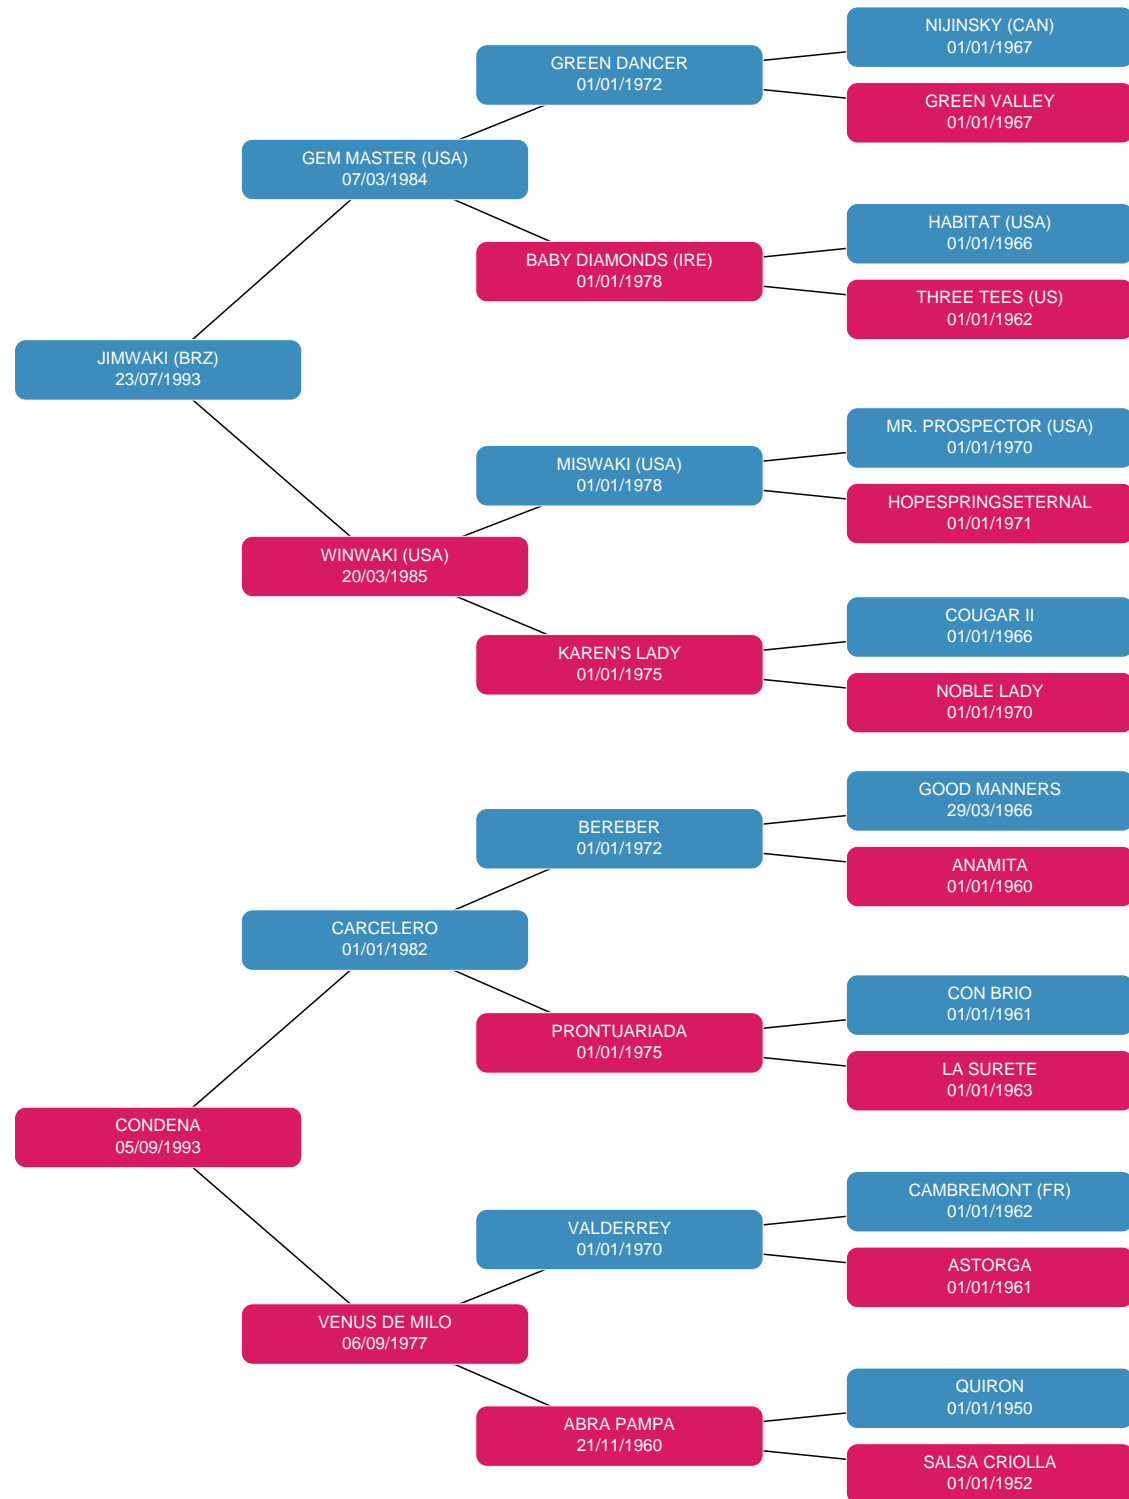 NIJINSKY (CAN)
01/01/1967
GREEN DANCER
01/01/1972
GREEN VALLEY
01/01/1967
GEM MASTER (USA)
07/03/1984
HABITAT (USA)
01/01/1966
BABY DIAMONDS (IRE)
01/01/1978
THREE TEES (US)
01/01/1962
JIMWAKI (BRZ)
23/07/1993
MR. PROSPECTOR (USA)
01/01/1970
MISWAKI (USA)
01/01/1978
HOPESPRINGSETERNAL
01/01/1971
WINWAKI (USA)
20/03/1985
COUGAR II
01/01/1966
KAREN'S LADY
01/01/1975
NOBLE LADY
01/01/1970
GOOD MANNERS
29/03/1966
BEREBER
01/01/1972
ANAMITA
01/01/1960
CARCELERO
01/01/1982
CON BRIO
01/01/1961
PRONTUARIADA
01/01/1975
LA SURETE
01/01/1963
CONDENA
05/09/1993
CAMBREMONT (FR)
01/01/1962
VALDERREY
01/01/1970
ASTORGA
01/01/1961
VENUS DE MILO
06/09/1977
QUIRON
01/01/1950
ABRA PAMPA
21/11/1960
SALSA CRIOLLA
01/01/1952